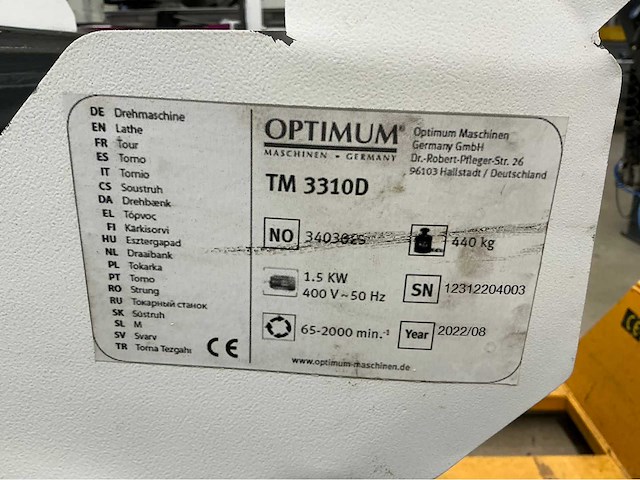 DE Drehmaschine
EN Lathe
FR Tour
ES Torno
IT Tornio
CS Soustruh
DA Drehbænk
EL Τόρνος
FI Karkisorvi
HU Esztergapad
NL Draaibank
PL Tokarka
PT Torno
RO Strung
RU Токарный станок
SK Sústruh
SL M
SV Svarv
TR Torna Tezgahı
CE
OPTIMUM®
MASCHINEN - GERMANY
Optimum Maschinen
Germany GmbH
Dr.-Robert-Pfleger-Str. 26
96103 Hallstadt / Deutschland
TM 3310D
NO
440 kg
1.5 KW
400 V ~ 50 Hz
SN 12312204003
65-2000 min.-1
Year 2022/08
www.optimum-maschinen.de